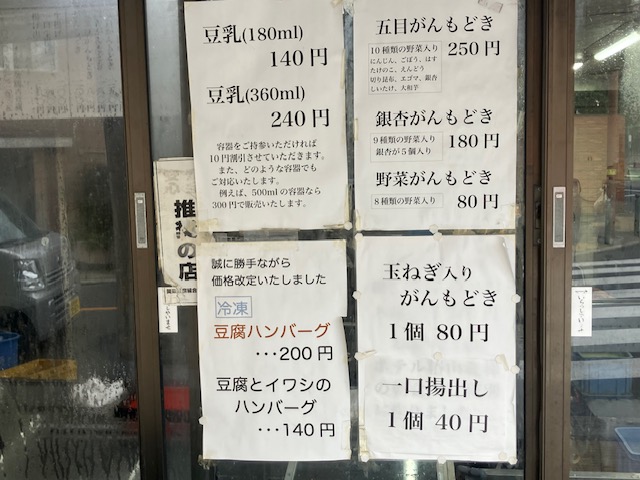 豆乳(180ml)
140円
豆乳(360ml)
240円
容器をご持参いただければ
10円割引させていただきます。
また、どのような容器でも
ご対応いたします。
例えば、500mlの容器なら
300円で販売いたします。
五目がんもどき
10種類の野菜入り
にんじん、ごぼう、はす
たけのこ、えんどう
切り昆布、エゴマ、銀杏
しいたけ、大和芋
250円
銀杏がんもどき
9種類の野菜入り
銀杏が5個入り
180円
野菜がんもどき
8種類の野菜入り
80円
誠に勝手ながら
価格改定いたしました
冷凍
豆腐ハンバーグ
･･･200円
豆腐とイワシの
ハンバーグ
･･･140円
玉ねぎ入り
がんもどき
1個 80円
一口揚出し
1個 40円
の店